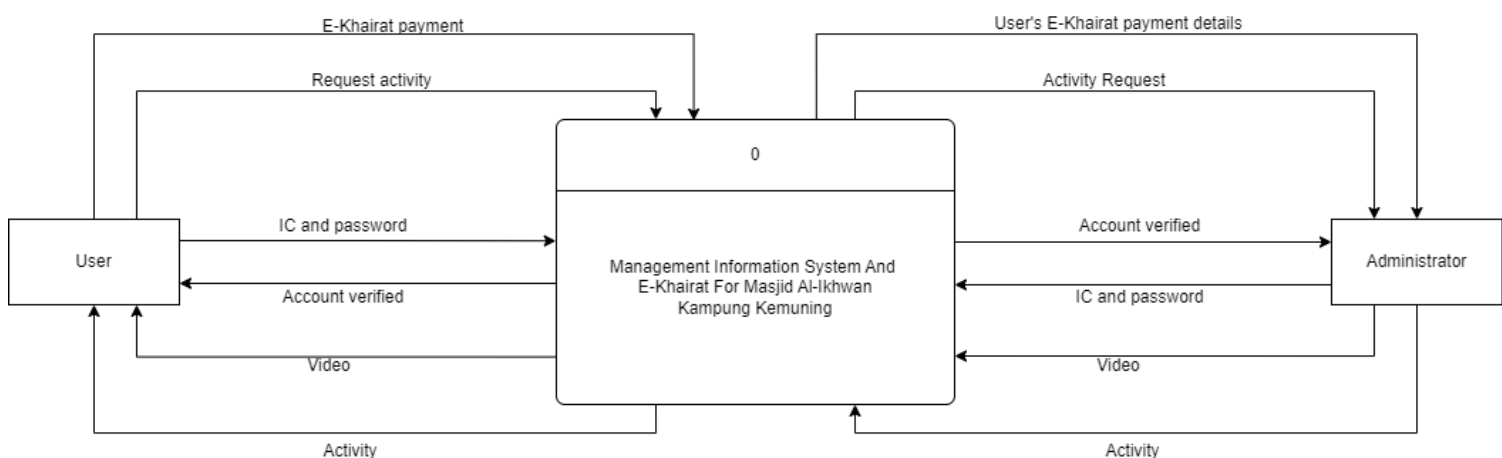 E-Khairat payment
User's E-Khairat payment details
Request activity
Activity Request
0
IC and password
Account verified
User
Management Information System And
E-Khairat For Masjid Al-Ikhwan
Kampung Kemuning
Administrator
Account verified
IC and password
Video
Video
Activity
Activity